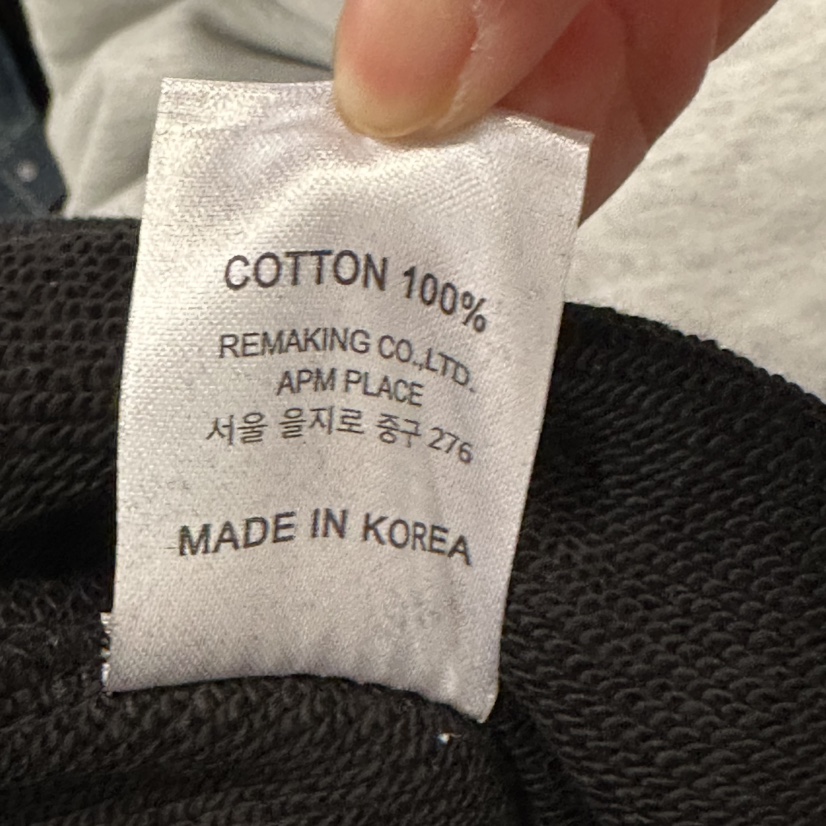 COTTON 100%
REMAKING CO.,LTD.
APM PLACE
서울 을지로 중구 276
MADE IN KOREA